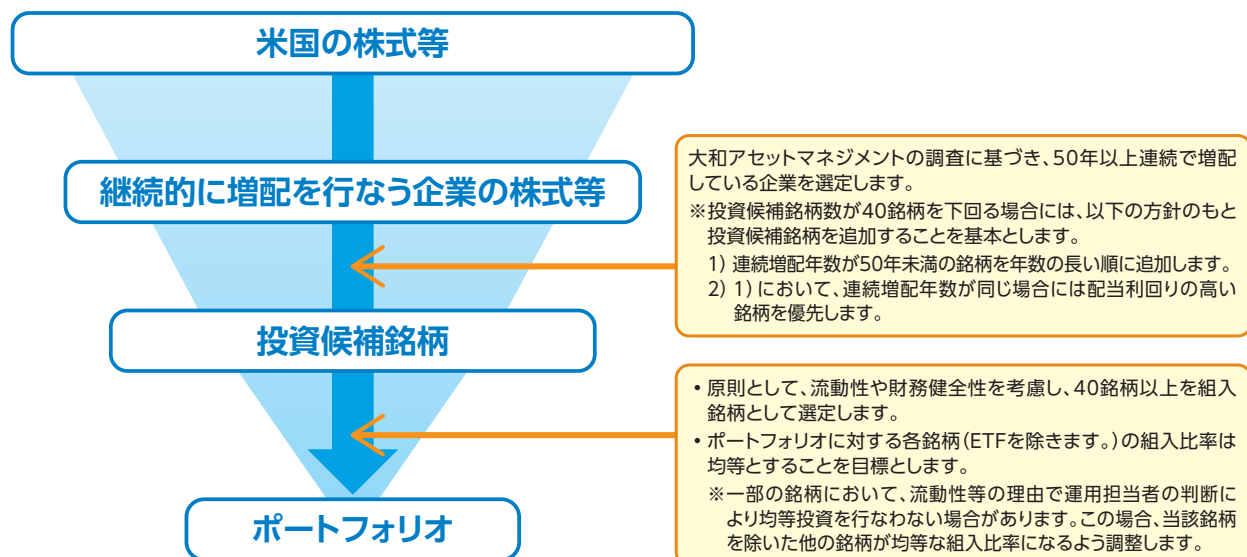 米国の株式等
継続的に増配を行なう企業の株式等
大和アセットマネジメントの調査に基づき、50年以上連続で増配
している企業を選定します。
※投資候補銘柄数が40銘柄を下回る場合には、以下の方針のもと
投資候補銘柄を追加することを基本とします。
1) 連続増配年数が50年未満の銘柄を年数の長い順に追加します。
2) 1) において、連続増配年数が同じ場合には配当利回りの高い
銘柄を優先します。
投資候補銘柄
• 原則として、流動性や財務健全性を考慮し、40銘柄以上を組入
銘柄として選定します。
• ポートフォリオに対する各銘柄(ETFを除きます。)の組入比率は
均等とすることを目標とします。
※一部の銘柄において、流動性等の理由で運用担当者の判断に
より均等投資を行なわない場合があります。この場合、当該銘柄
を除いた他の銘柄が均等な組入比率になるよう調整します。
ポートフォリオ